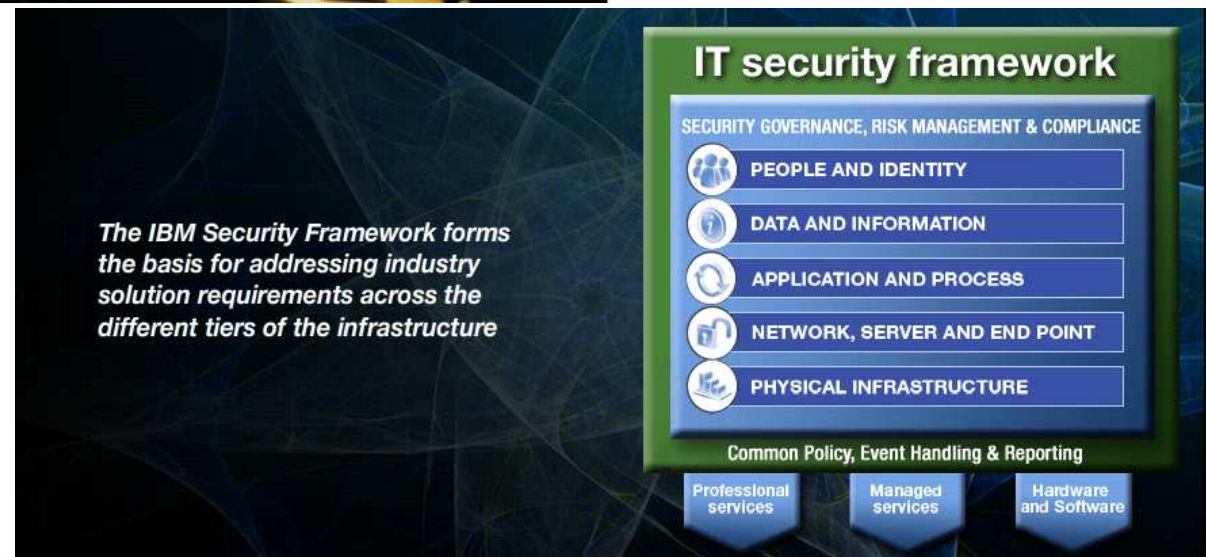 The IBM Security Framework forms
the basis for addressing industry
solution requirements across the
different tiers of the infrastructure
IT security framework
SECURITY GOVERNANCE, RISK MANAGEMENT & COMPLIANCE
PEOPLE AND IDENTITY
DATA AND INFORMATION
APPLICATION AND PROCESS
NETWORK, SERVER AND END POINT
PHYSICAL INFRASTRUCTURE
Common Policy, Event Handling & Reporting
Professional
services
Managed
services
Hardware
and Software